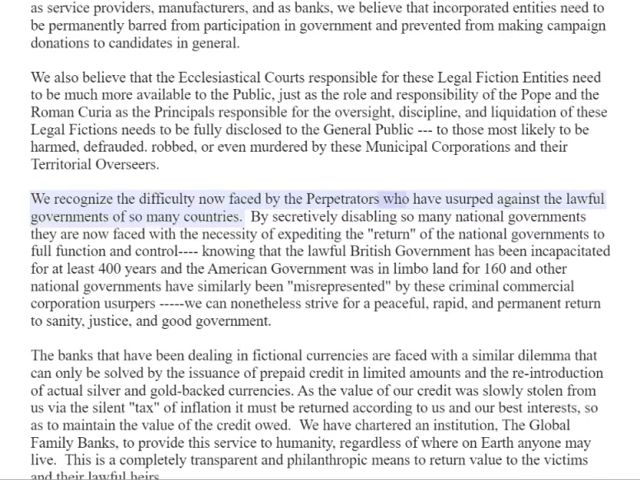 as service providers, manufacturers, and as banks, we believe that incorporated entities need to
be permanently barred from participation in government and prevented from making campaign
donations to candidates in general.
We also believe that the Ecclesiastical Courts responsible for these Legal Fiction Entities need
to be much more available to the Public, just as the role and responsibility of the Pope and the
Roman Curia as the Principals responsible for the oversight, discipline, and liquidation of these
Legal Fictions needs to be fully disclosed to the General Public --- to those most likely to be
harmed, defrauded. robbed, or even murdered by these Municipal Corporations and their
Territorial Overseers.
We recognize the difficulty now faced by the Perpetrators who have usurped against the lawful
governments of so many countries.  By secretively disabling so many national governments
they are now faced with the necessity of expediting the "return" of the national governments to
full function and control---- knowing that the lawful British Government has been incapacitated
for at least 400 years and the American Government was in limbo land for 160 and other
national governments have similarly been "misrepresented" by these criminal commercial
corporation usurpers -----we can nonetheless strive for a peaceful, rapid, and permanent return
to sanity, justice, and good government.
The banks that have been dealing in fictional currencies are faced with a similar dilemma that
can only be solved by the issuance of prepaid credit in limited amounts and the re-introduction
of actual silver and gold-backed currencies. As the value of our credit was slowly stolen from
us via the silent "tax" of inflation it must be returned according to us and our best interests, so
as to maintain the value of the credit owed.  We have chartered an institution, The Global
Family Banks, to provide this service to humanity, regardless of where on Earth anyone may
live.  This is a completely transparent and philanthropic means to return value to the victims
and their lawful heirs.